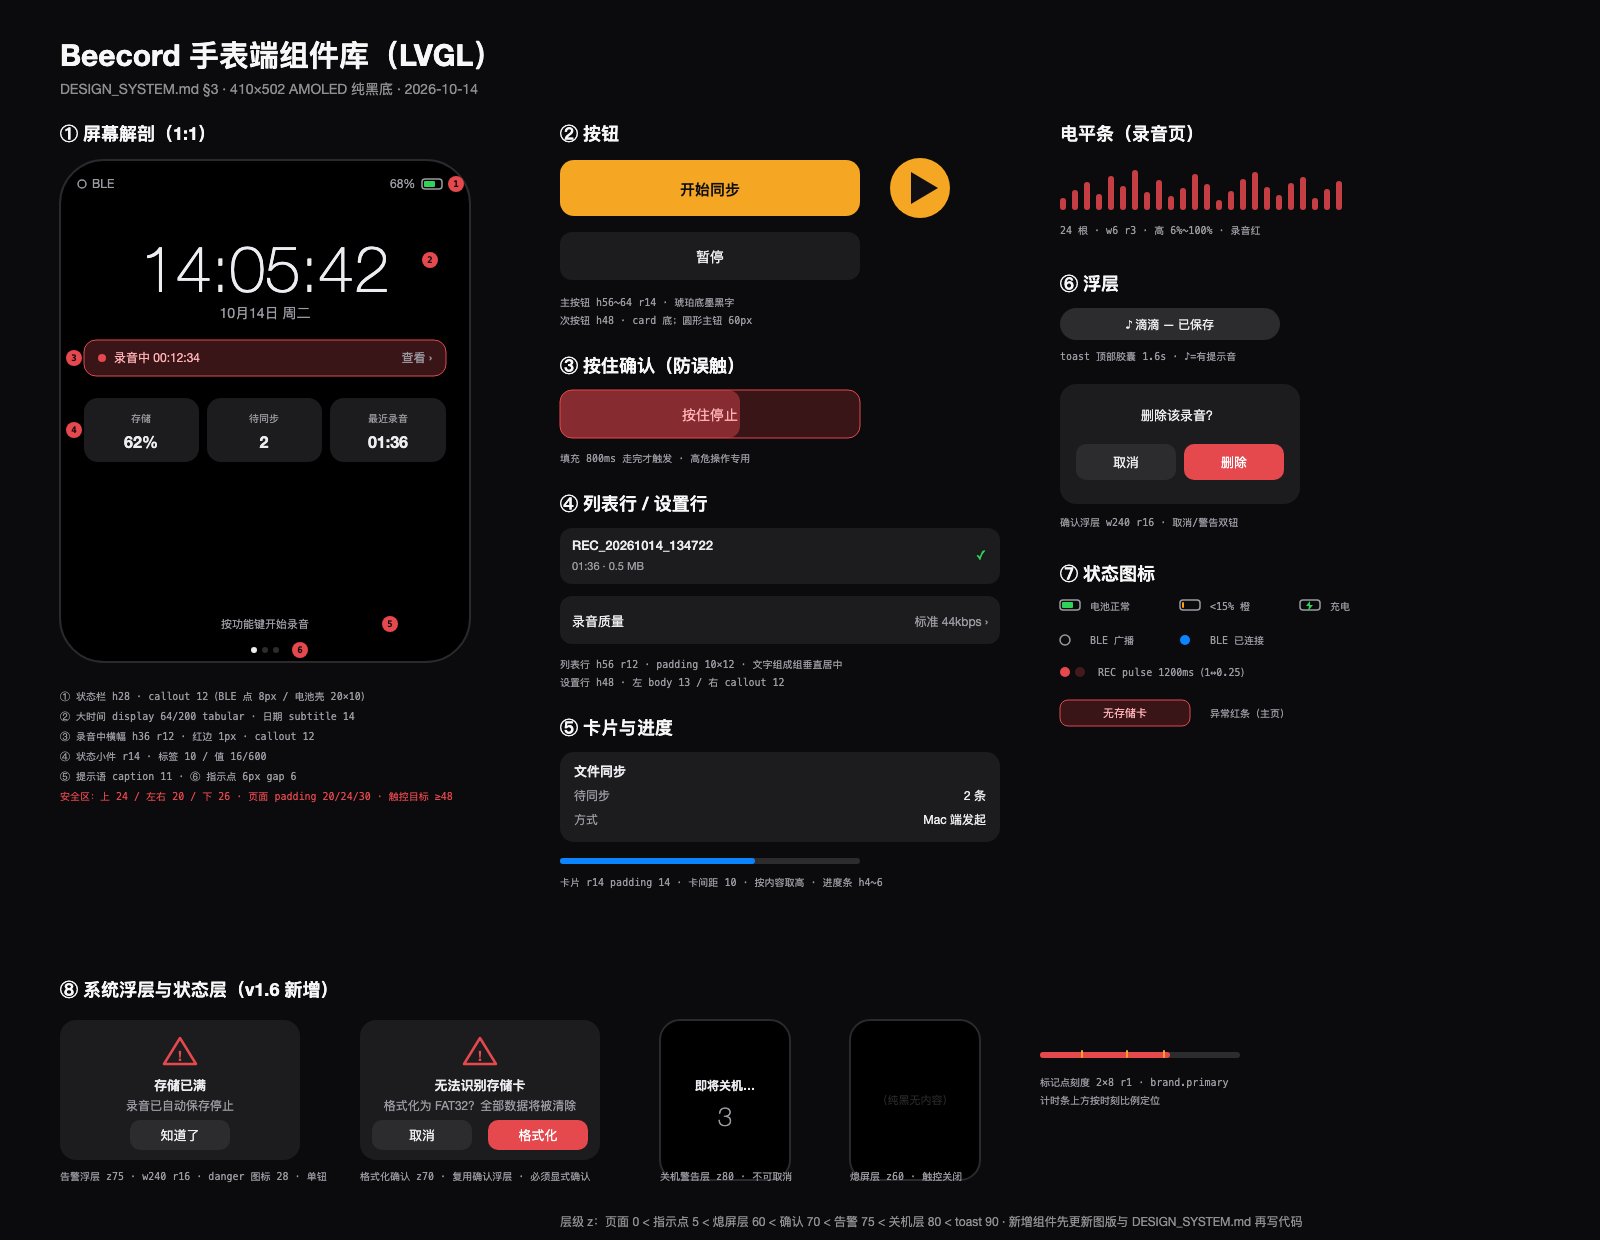 Beecord 手表端组件库（LVGL）
DESIGN_SYSTEM.md §3 · 410×502 AMOLED 纯黑底 · 2026-10-14
① 屏幕解剖（1:1）
BLE
68%
1
14:05:42
2
10月14日 周二
3
录音中 00:12:34
查看 ›
4
存储
62%
待同步
2
最近录音
01:36
按功能键开始录音
5
6
① 状态栏 h28 · callout 12（BLE 点 8px / 电池壳 20×10）
② 大时间 display 64/200 tabular · 日期 subtitle 14
③ 录音中横幅 h36 r12 · 红边 1px · callout 12
④ 状态小件 r14 · 标签 10 / 值 16/600
⑤ 提示语 caption 11 · ⑥ 指示点 6px gap 6
安全区：上 24 / 左右 20 / 下 26 · 页面 padding 20/24/30 · 触控目标 ≥48
② 按钮
开始同步
暂停
主按钮 h56~64 r14 · 琥珀底墨黑字
次按钮 h48 · card 底；圆形主钮 60px
③ 按住确认（防误触）
按住停止
填充 800ms 走完才触发 · 高危操作专用
④ 列表行 / 设置行
REC_20261014_134722
01:36 · 0.5 MB
✓
录音质量
标准 44kbps ›
列表行 h56 r12 · padding 10×12 · 文字组成组垂直居中
设置行 h48 · 左 body 13 / 右 callout 12
⑤ 卡片与进度
文件同步
待同步
2 条
方式
Mac 端发起
卡片 r14 padding 14 · 卡间距 10 · 按内容取高 · 进度条 h4~6
电平条（录音页）
24 根 · w6 r3 · 高 6%~100% · 录音红
⑥ 浮层
♪ 滴滴 — 已保存
toast 顶部胶囊 1.6s · ♪=有提示音
删除该录音?
取消
删除
确认浮层 w240 r16 · 取消/警告双钮
⑦ 状态图标
电池正常
<15% 橙
充电
BLE 广播
BLE 已连接
REC pulse 1200ms（1↔0.25）
无存储卡
异常红条（主页）
⑧ 系统浮层与状态层（v1.6 新增）
!
存储已满
录音已自动保存停止
知道了
告警浮层 z75 · w240 r16 · danger 图标 28 · 单钮
!
无法识别存储卡
格式化为 FAT32？全部数据将被清除
取消
格式化
格式化确认 z70 · 复用确认浮层 · 必须显式确认
即将关机...
3
关机警告层 z80 · 不可取消
（纯黑无内容）
熄屏层 z60 · 触控关闭
标记点刻度 2×8 r1 · brand.primary
计时条上方按时刻比例定位
层级 z：页面 0 < 指示点 5 < 熄屏层 60 < 确认 70 < 告警 75 < 关机层 80 < toast 90 · 新增组件先更新图版与 DESIGN_SYSTEM.md 再写代码